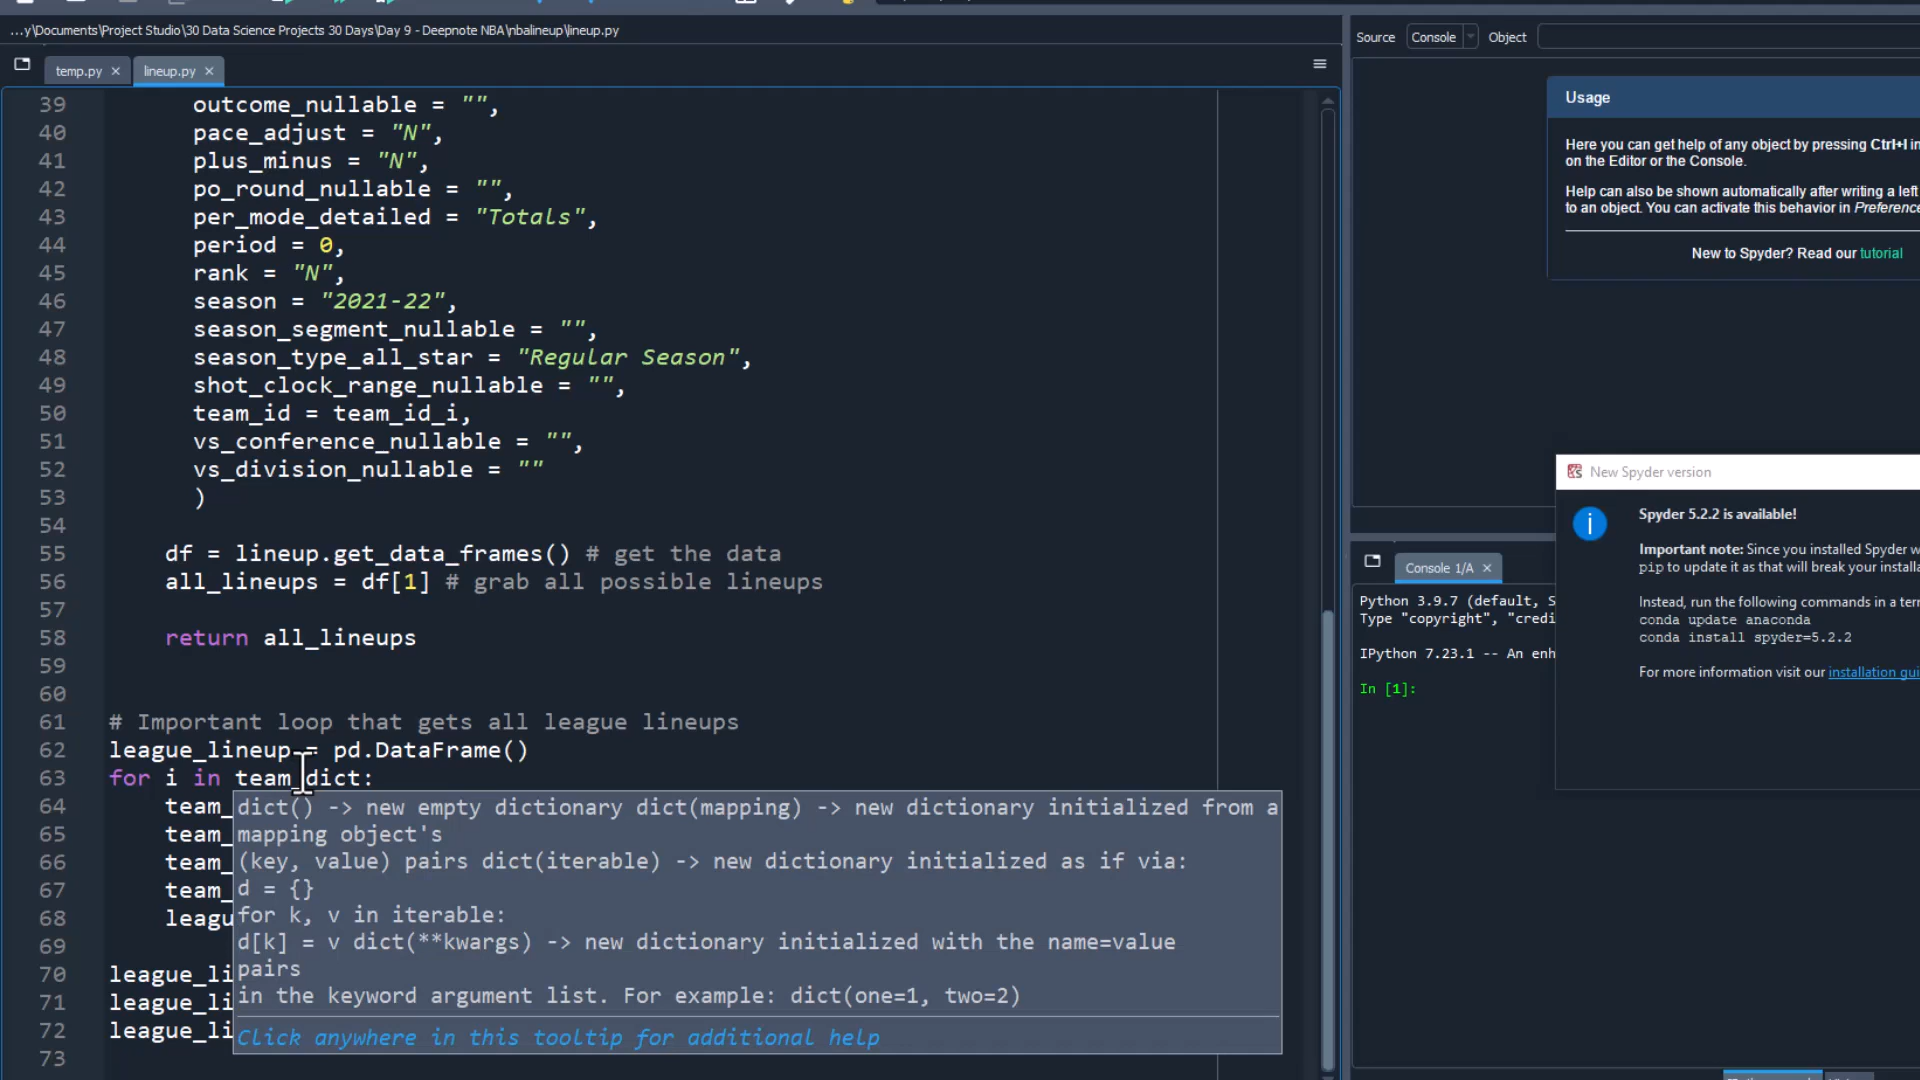 ...y\Documents\Project Studio\30 Data Science Projects 30 Days\Day 9 - Deepnote NBA\nbalineup\lineup.py
temp.py
lineup.py
39 outcome_nullable = "",
40 pace_adjust = "N",
41 plus_minus = "N",
42 po_round_nullable = "",
43 per_mode_detailed = "Totals",
44 period = 0,
45 rank = "N",
46 season = "2021-22",
47 season_segment_nullable = "",
48 season_type_all_star = "Regular Season",
49 shot_clock_range_nullable = "",
50 team_id = team_id_i,
51 vs_conference_nullable = "",
52 vs_division_nullable = ""
53 )
54
55 df = lineup.get_data_frames() # get the data
56 all_lineups = df[1] # grab all possible lineups
57
58 return all_lineups
59
60
61 # Important loop that gets all league lineups
62 league_lineup = pd.DataFrame()
63 for i in team_dict:
64 team_
65 team_
66 team_
67 team_
68 leagu
69
70 league_li
71 league_li
72 league_li
73
dict() -> new empty dictionary dict(mapping) -> new dictionary initialized from a
mapping object's
(key, value) pairs dict(iterable) -> new dictionary initialized as if via:
d = {}
for k, v in iterable:
d[k] = v dict(**kwargs) -> new dictionary initialized with the name=value
pairs
in the keyword argument list. For example: dict(one=1, two=2)
Click anywhere in this tooltip for additional help
Source Console Object
Usage
Here you can get help of any object by pressing Ctrl+I in
on the Editor or the Console.
Help can also be shown automatically after writing a left
to an object. You can activate this behavior in Preference
New to Spyder? Read our tutorial
New Spyder version
Spyder 5.2.2 is available!
Important note: Since you installed Spyder w
pip to update it as that will break your installa
Instead, run the following commands in a terr
conda update anaconda
conda install spyder=5.2.2
For more information visit our installation gui
Console 1/A
Python 3.9.7 (default, S
Type "copyright", "credi
IPython 7.23.1 -- An enh
In [1]: